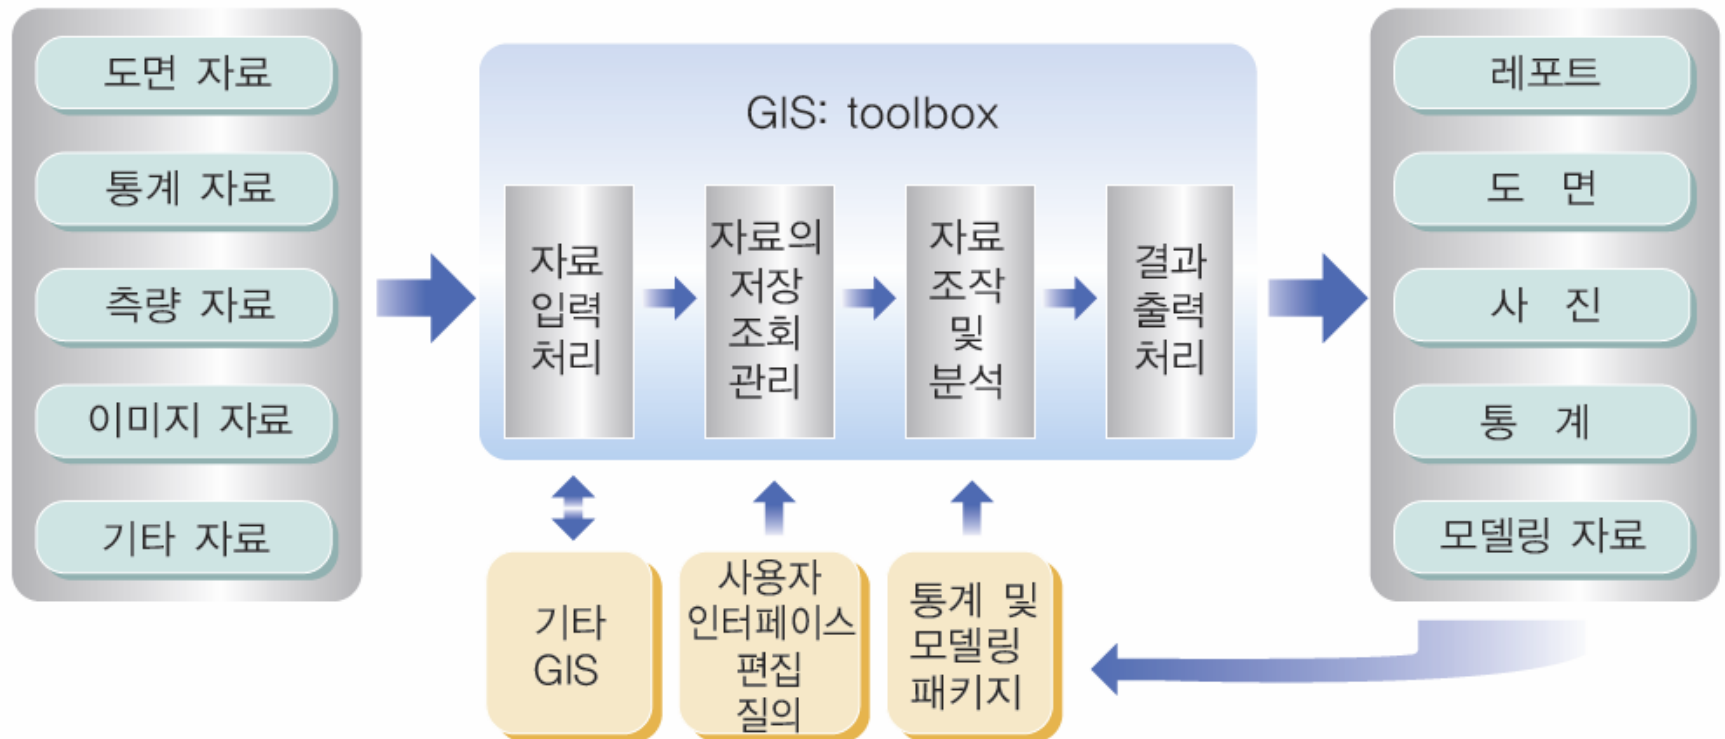 도면 자료
통계 자료
측량 자료
이미지 자료
기타 자료
GIS: toolbox
자료
입력
처리
자료의
저장
조회
관리
자료
조작
및
분석
결과
출력
처리
기타
GIS
사용자
인터페이스
편집
질의
통계 및
모델링
패키지
레포트
도 면
사 진
통 계
모델링 자료